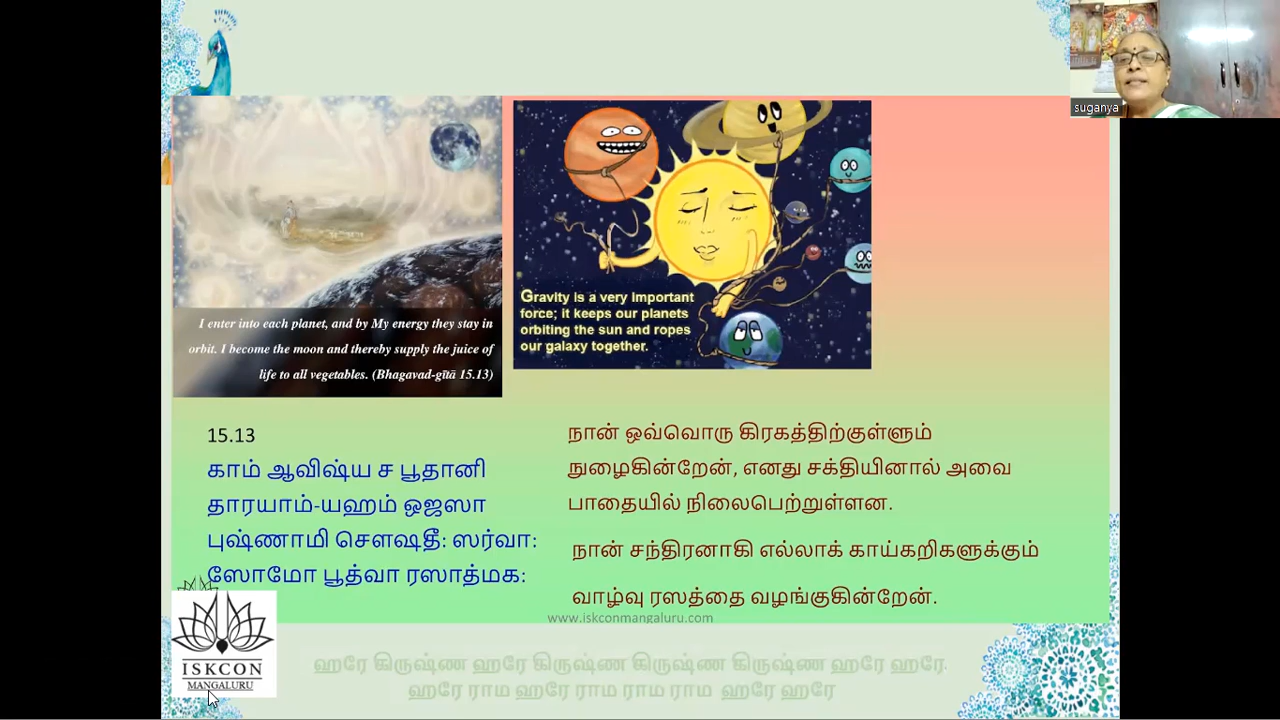 suganya
I enter into each planet, and by My energy they stay in
orbit. I become the moon and thereby supply the juice of
life to all vegetables. (Bhagavad-gītā 15.13)
Gravity is a very important
force; it keeps our planets
orbiting the sun and ropes
our galaxy together.
15.13
காம் ஆவிஷ்ய ச பூதானி
தாரயாம்-யஹம் ஒஜஸா
புஷ்ணாமி சௌஷதீ: ஸர்வா:
ஸோமோ பூத்வா ரஸாத்மக:
நான் ஒவ்வொரு கிரகத்திற்குள்ளும்
நுழைகின்றேன், எனது சக்தியினால் அவை
பாதையில் நிலைபெற்றுள்ளன.
நான் சந்திரனாகி எல்லாக் காய்கறிகளுக்கும்
வாழ்வு ரஸத்தை வழங்குகின்றேன்.
www.iskconmangaluru.com
ISKCON
MANGALURU
ஹரே கிருஷ்ண ஹரே கிருஷ்ண கிருஷ்ண கிருஷ்ண ஹரே ஹரே
ஹரே ராம ஹரே ராம ராம ராம ஹரே ஹரே